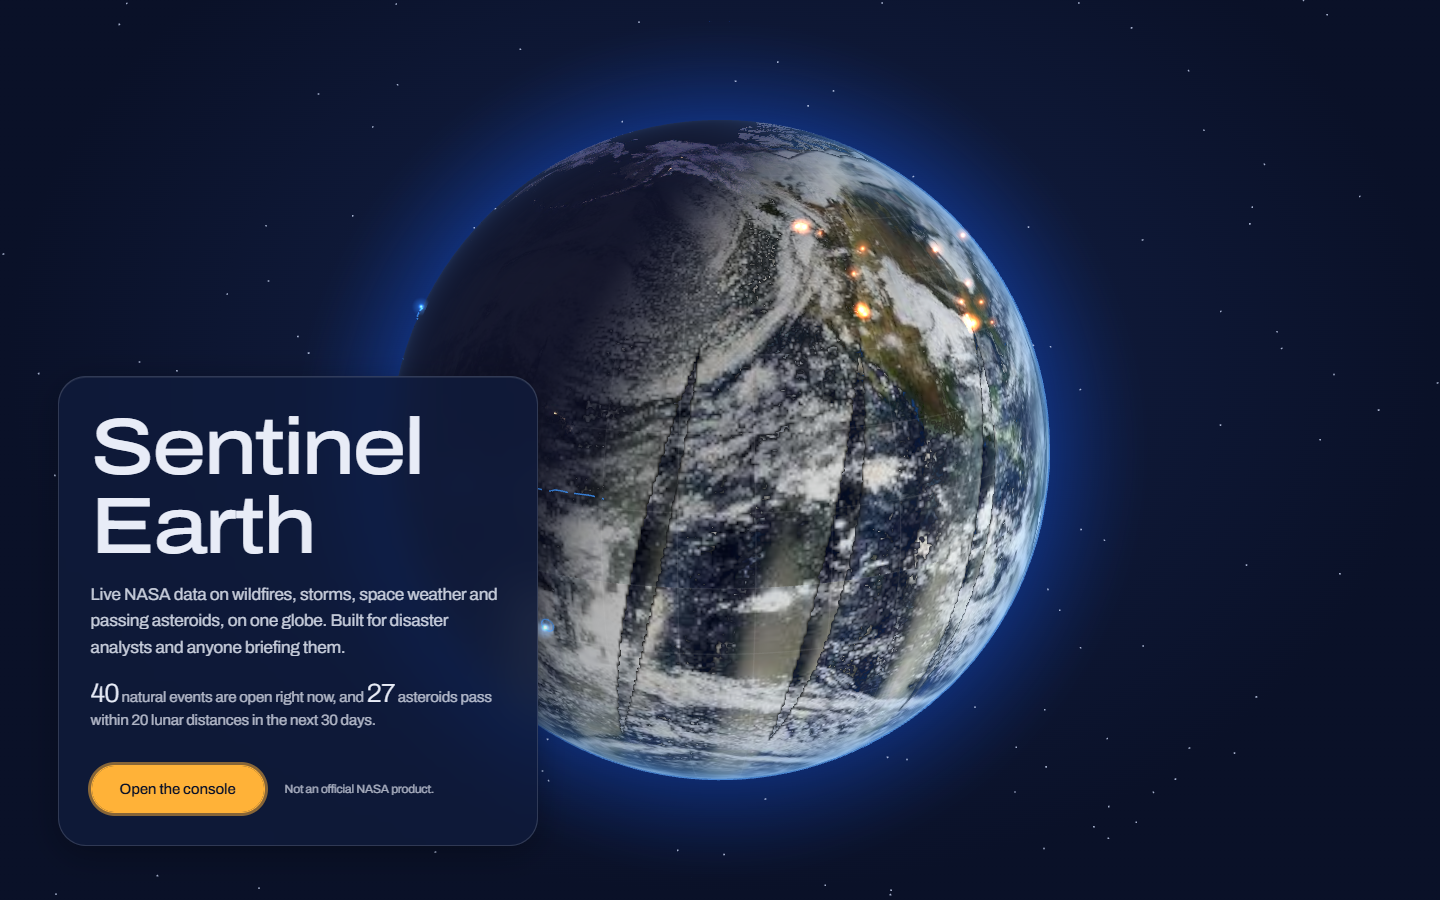 Sentinel
Earth
Live NASA data on wildfires, storms, space weather and
passing asteroids, on one globe. Built for disaster
analysts and anyone briefing them.
40 natural events are open right now, and 27 asteroids pass
within 20 lunar distances in the next 30 days.
Open the console
Not an official NASA product.